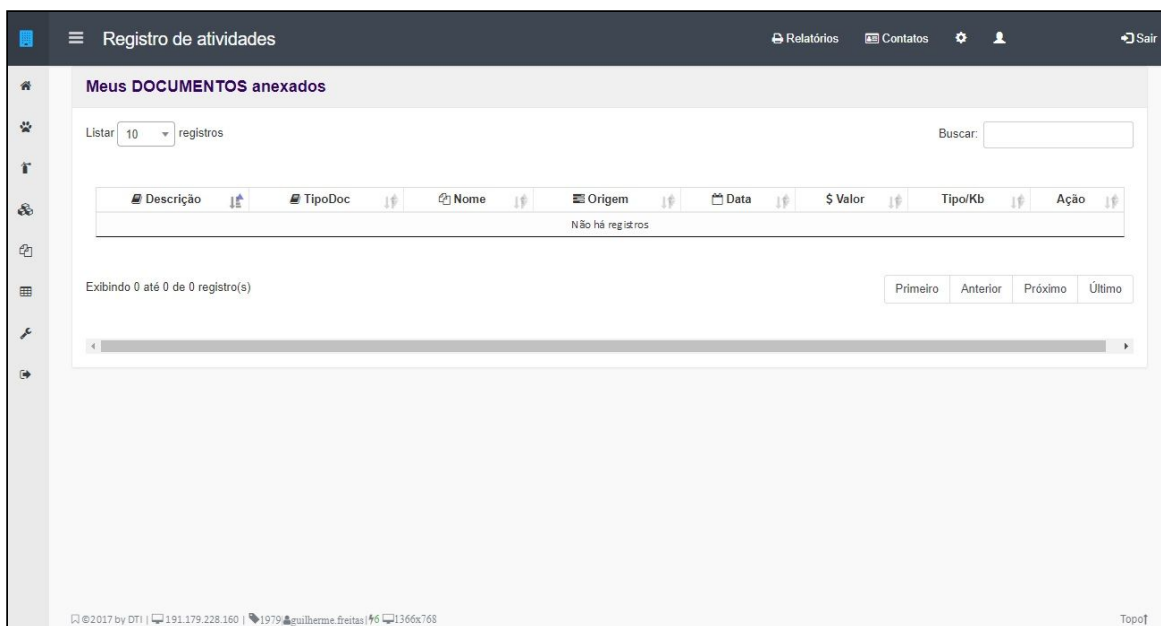 Registro de atividades Relatórios Contatos Sair
Meus DOCUMENTOS anexados
Listar 10 registros Buscar:
Descrição TipoDoc Nome Origem Data $ Valor Tipo/Kb Ação
Não há registros
Exibindo 0 até 0 de 0 registro(s) Primeiro Anterior Próximo Último
©2017 by DTI | 191.179.228.160 | 1979| guilherme.freitas| 6 1366x768 Topo